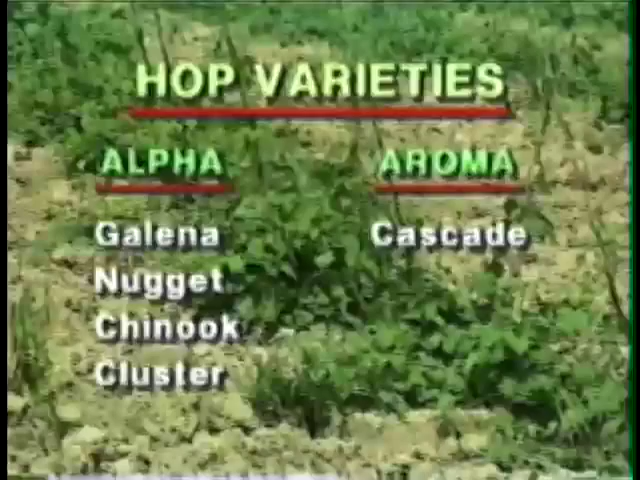 HOP VARIETIES
ALPHA AROMA
Galena Cascade
Nugget
Chinook
Cluster